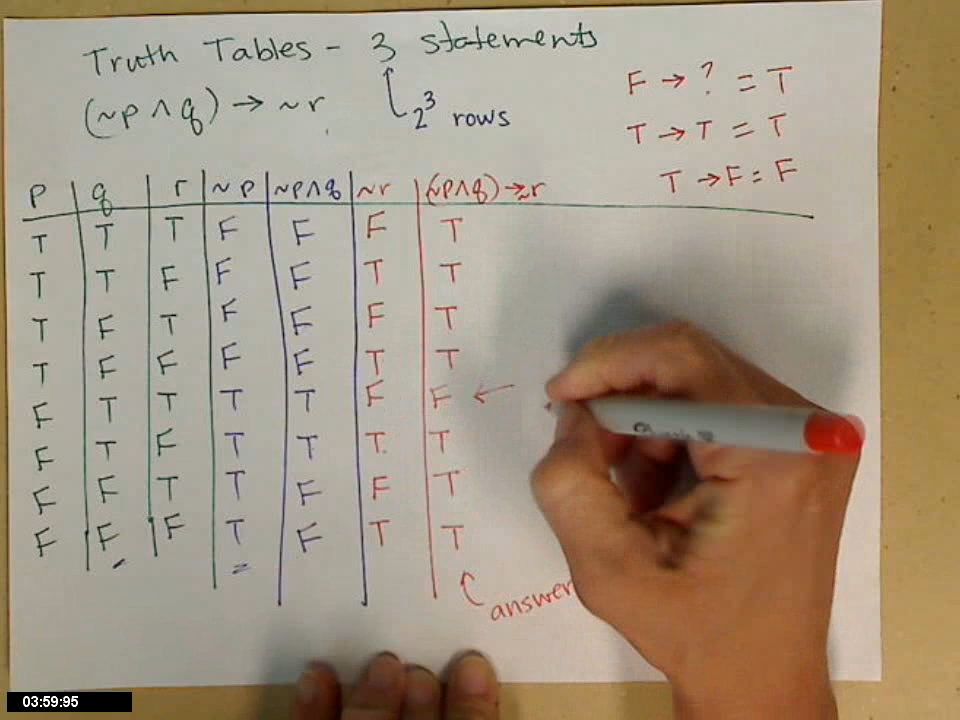 Truth Tables - 3 statements
(~p ∧ q) → ~r
2³ rows
F → ? = T
T → T = T
T → F = F
p q r ~p ~p∧q ~r (~p∧q) → ~r
T T T F F F T
T T F F F T T
T F T F F F T
T F F F F T T
F T T T T F F ←
F T F T T T T
F F T T F F T
F F F T F T T
answer
03:59:95